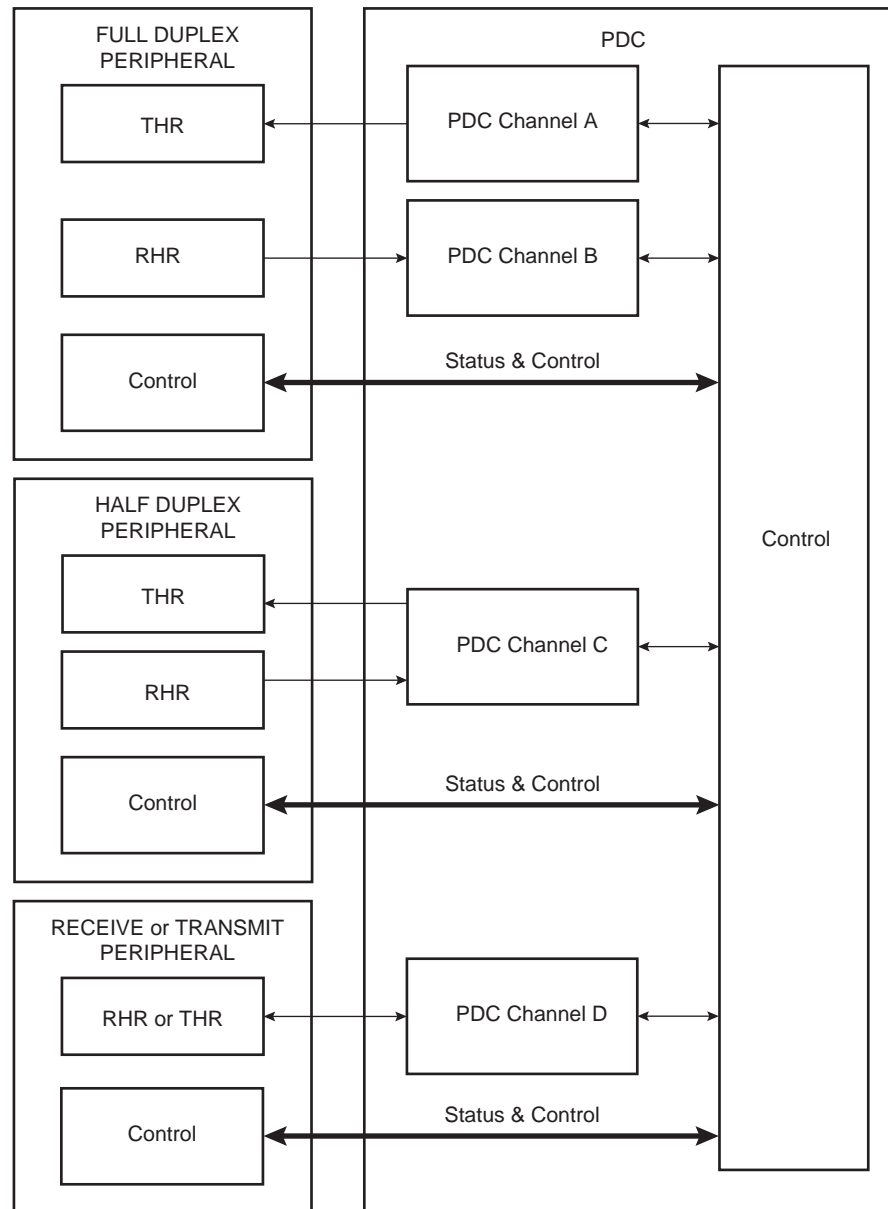 FULL DUPLEX
PERIPHERAL
THR
RHR
Control
PDC
PDC Channel A
PDC Channel B
Status & Control
HALF DUPLEX
PERIPHERAL
THR
RHR
Control
PDC Channel C
Status & Control
Control
RECEIVE or TRANSMIT
PERIPHERAL
RHR or THR
Control
PDC Channel D
Status & Control